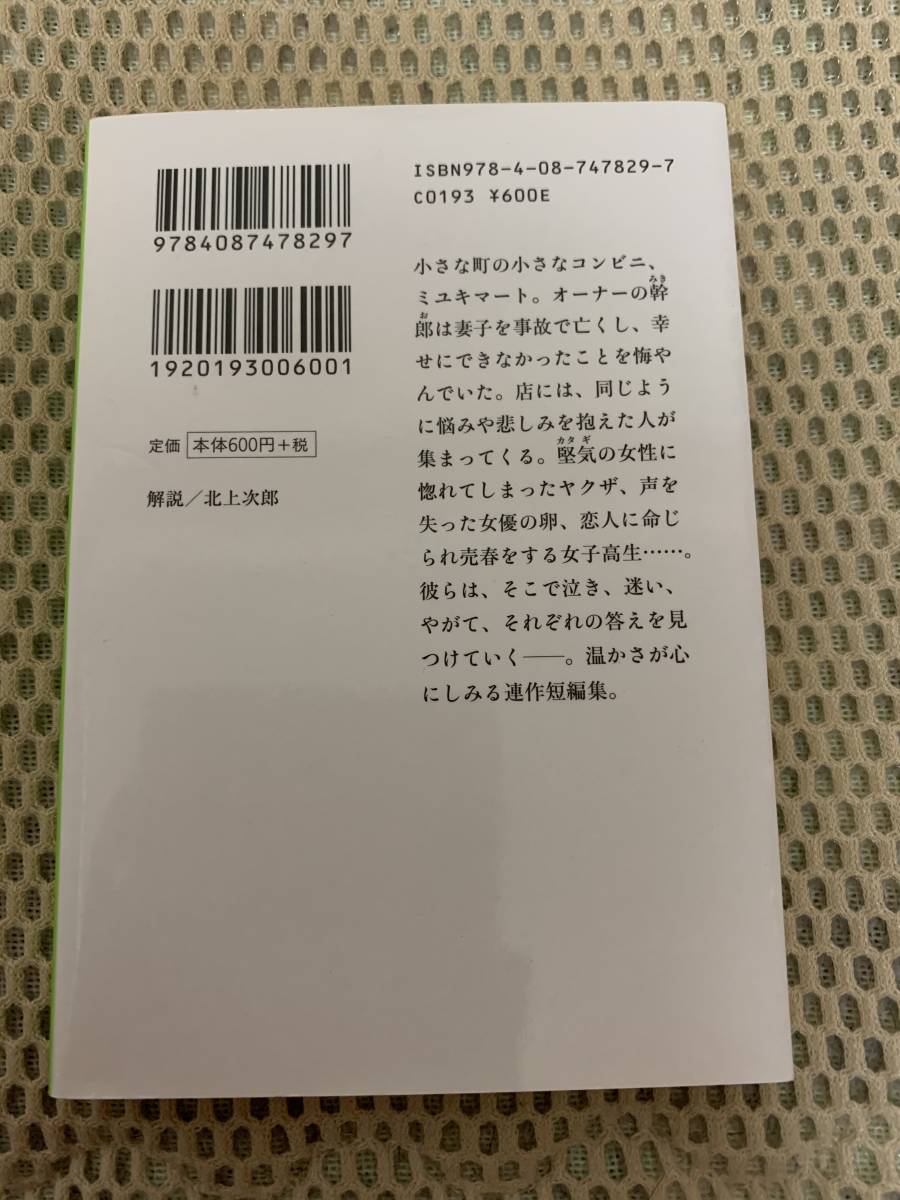 9784087478297
1920193006001
定価 本体600円+税
解説/北上次郎
ISBN978-4-08-747829-7
C0193 ¥600E
小さな町の小さなコンビニ、
ミユキマート。オーナーの幹
郎は妻子を事故で亡くし、幸
せにできなかったことを悔や
んでいた。店には、同じよう
に悩みや悲しみを抱えた人が
集まってくる。堅気の女性に
惚れてしまったヤクザ、声を
失った女優の卵、恋人に命じ
られ売春をする女子高生……。
彼らは、そこで泣き、迷い、
やがて、それぞれの答えを見
つけていく――。温かさが心
にしみる連作短編集。
みき
お
カタギ